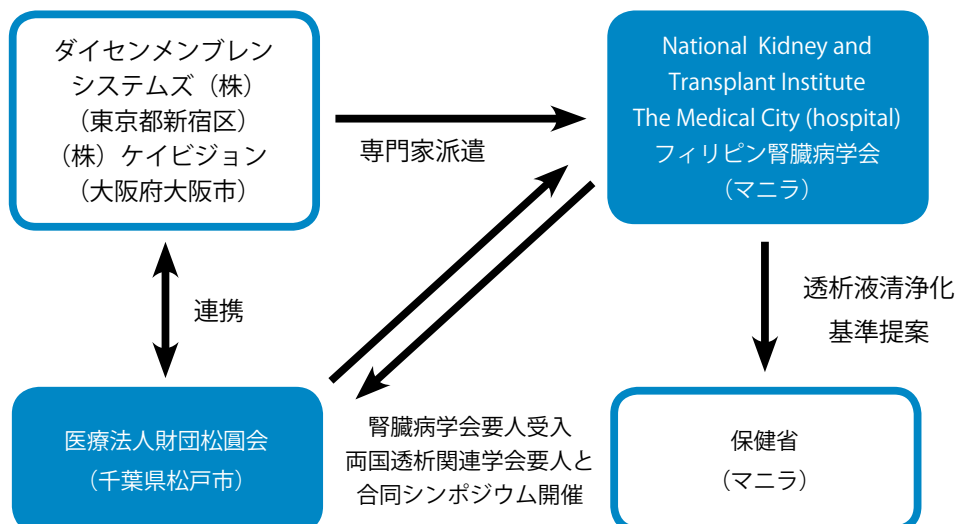 ダイセンメンブレン
システムズ（株）
（東京都新宿区）
（株）ケイビジョン
（大阪府大阪市）
専門家派遣
National Kidney and
Transplant Institute
The Medical City (hospital)
フィリピン腎臓病学会
（マニラ）
連携
透析液清浄化
基準提案
医療法人財団松圓会
（千葉県松戸市）
腎臓病学会要人受入
両国透析関連学会要人と
合同シンポジウム開催
保健省
（マニラ）